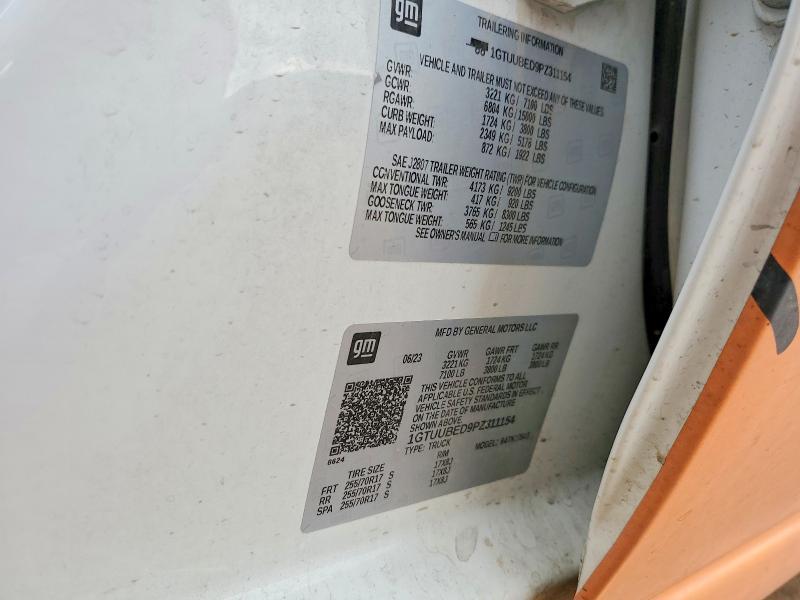 gm
TRAILERING INFORMATION
1GTUUBED9PZ311154
VEHICLE AND TRAILER MUST NOT EXCEED ANY OF THESE VALUES.
GVWR: 3221 KG / 7100 LBS
GCWR: 6804 KG / 15000 LBS
RGAWR: 1724 KG / 3800 LBS
CURB WEIGHT: 2349 KG / 5178 LBS
MAX PAYLOAD: 872 KG / 1922 LBS
SAE J2807 TRAILER WEIGHT RATING (TWR) FOR VEHICLE CONFIGURATION
CONVENTIONAL TWR: 4173 KG / 9200 LBS
MAX TONGUE WEIGHT: 417 KG / 920 LBS
GOOSENECK TWR: 3765 KG / 8300 LBS
MAX TONGUE WEIGHT: 565 KG / 1245 LBS
SEE OWNER'S MANUAL FOR MORE INFORMATION
gm
MFD BY GENERAL MOTORS LLC
06/23 GVWR GAWR FRT GAWR RR
3221 KG 1724 KG 1724 KG
7100 LB 3800 LB 3800 LB
THIS VEHICLE CONFORMS TO ALL
APPLICABLE U.S. FEDERAL MOTOR
VEHICLE SAFETY STANDARDS IN EFFECT
ON THE DATE OF MANUFACTURE
SHOWN ABOVE.
1GTUUBED9PZ311154
TYPE: TRUCK MODEL:
6624
TIRE SIZE RIM
FRT 255/70R17 S 17X8J
RR 255/70R17 S 17X8J
SPA 255/70R17 S 17X8J